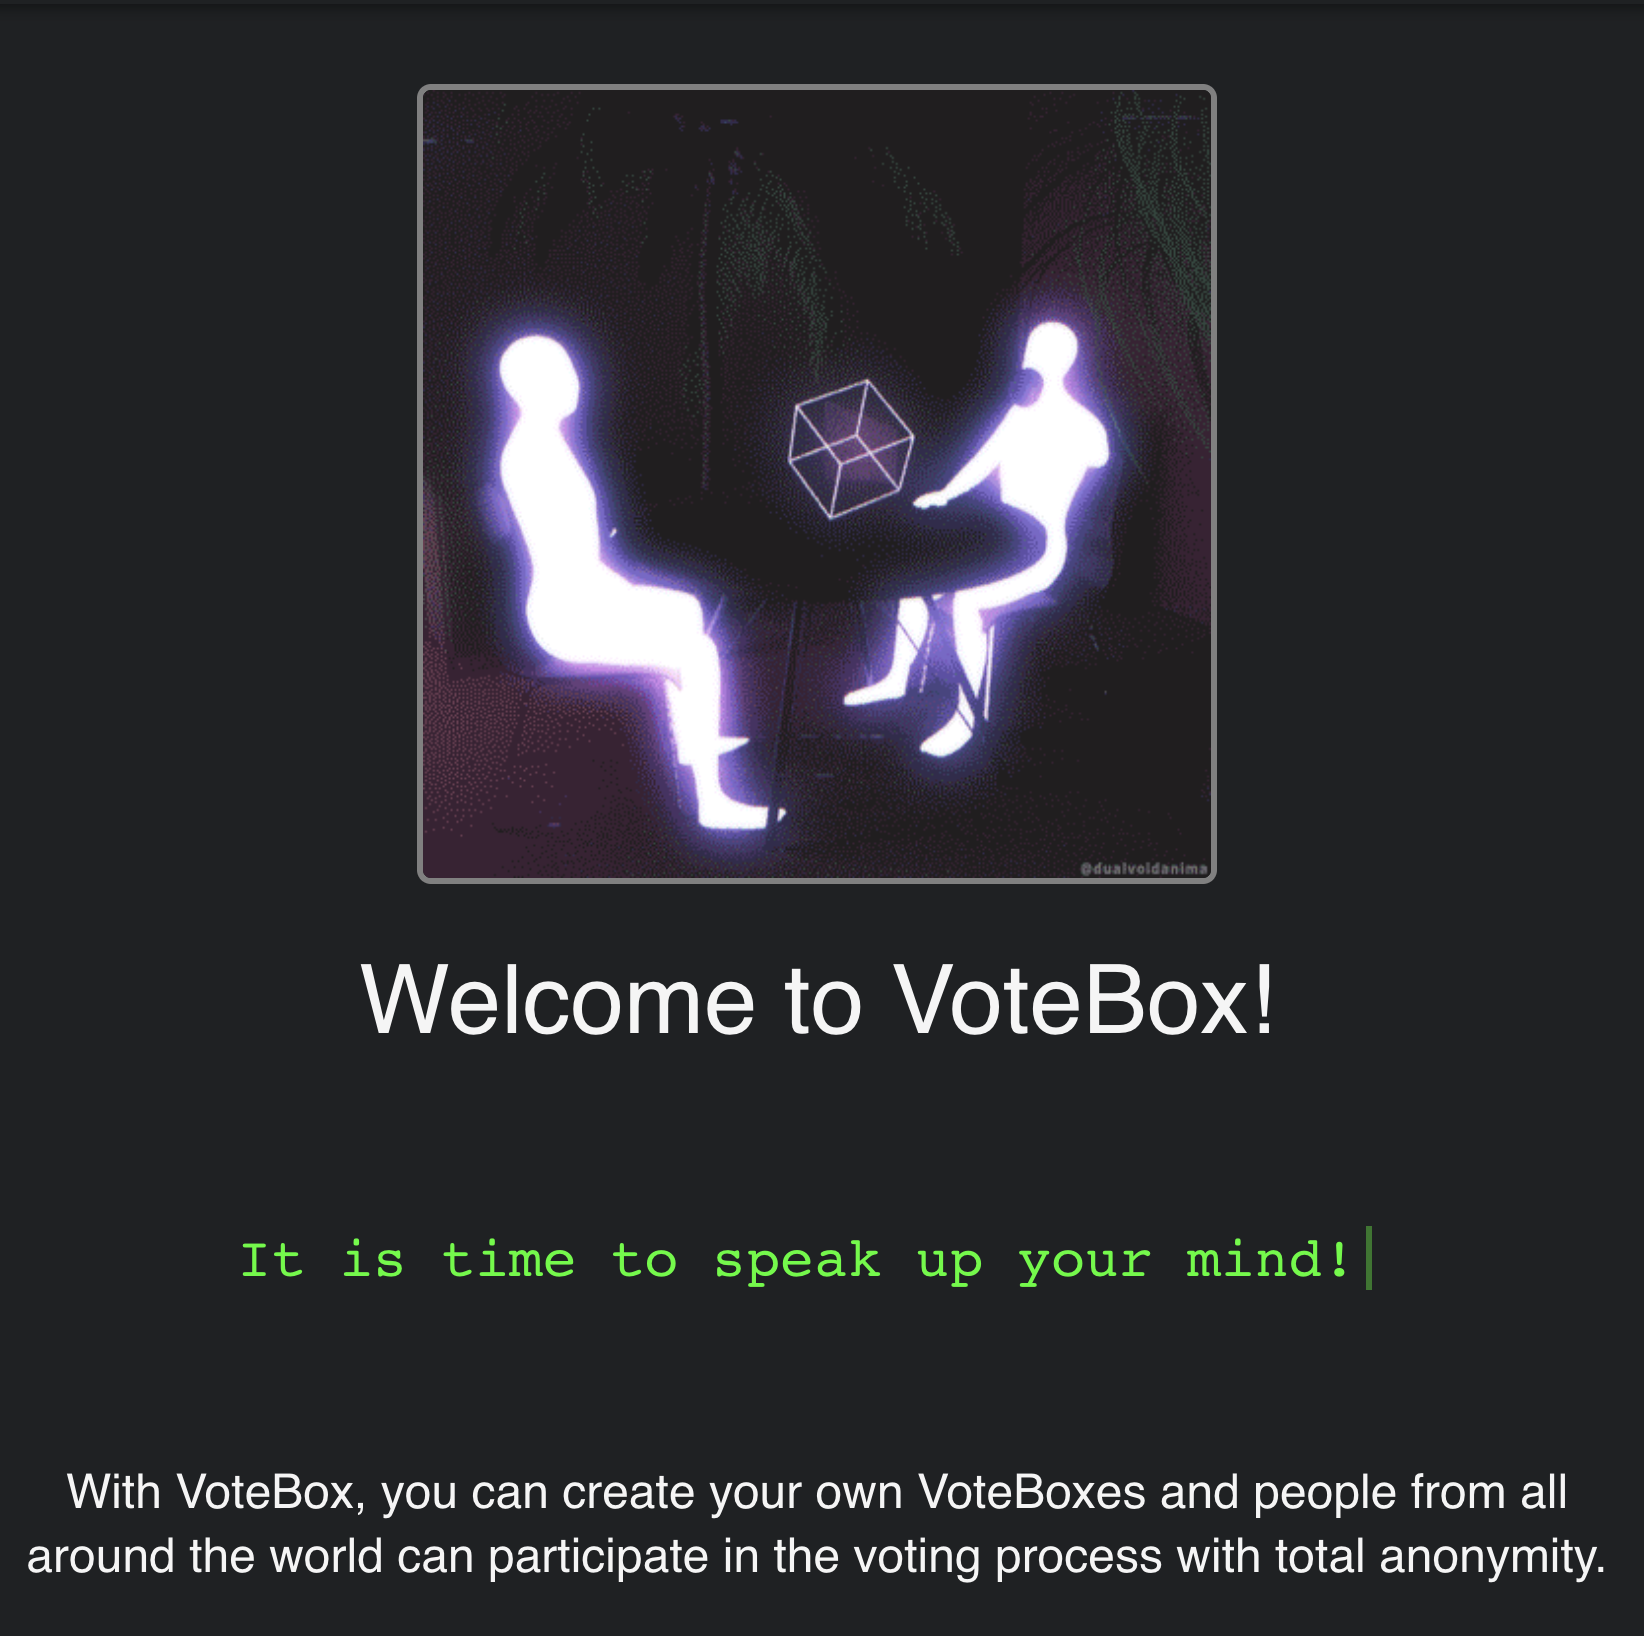 @dualvoidanima
Welcome to VoteBox!
It is time to speak up your mind!
With VoteBox, you can create your own VoteBoxes and people from all
around the world can participate in the voting process with total anonymity.